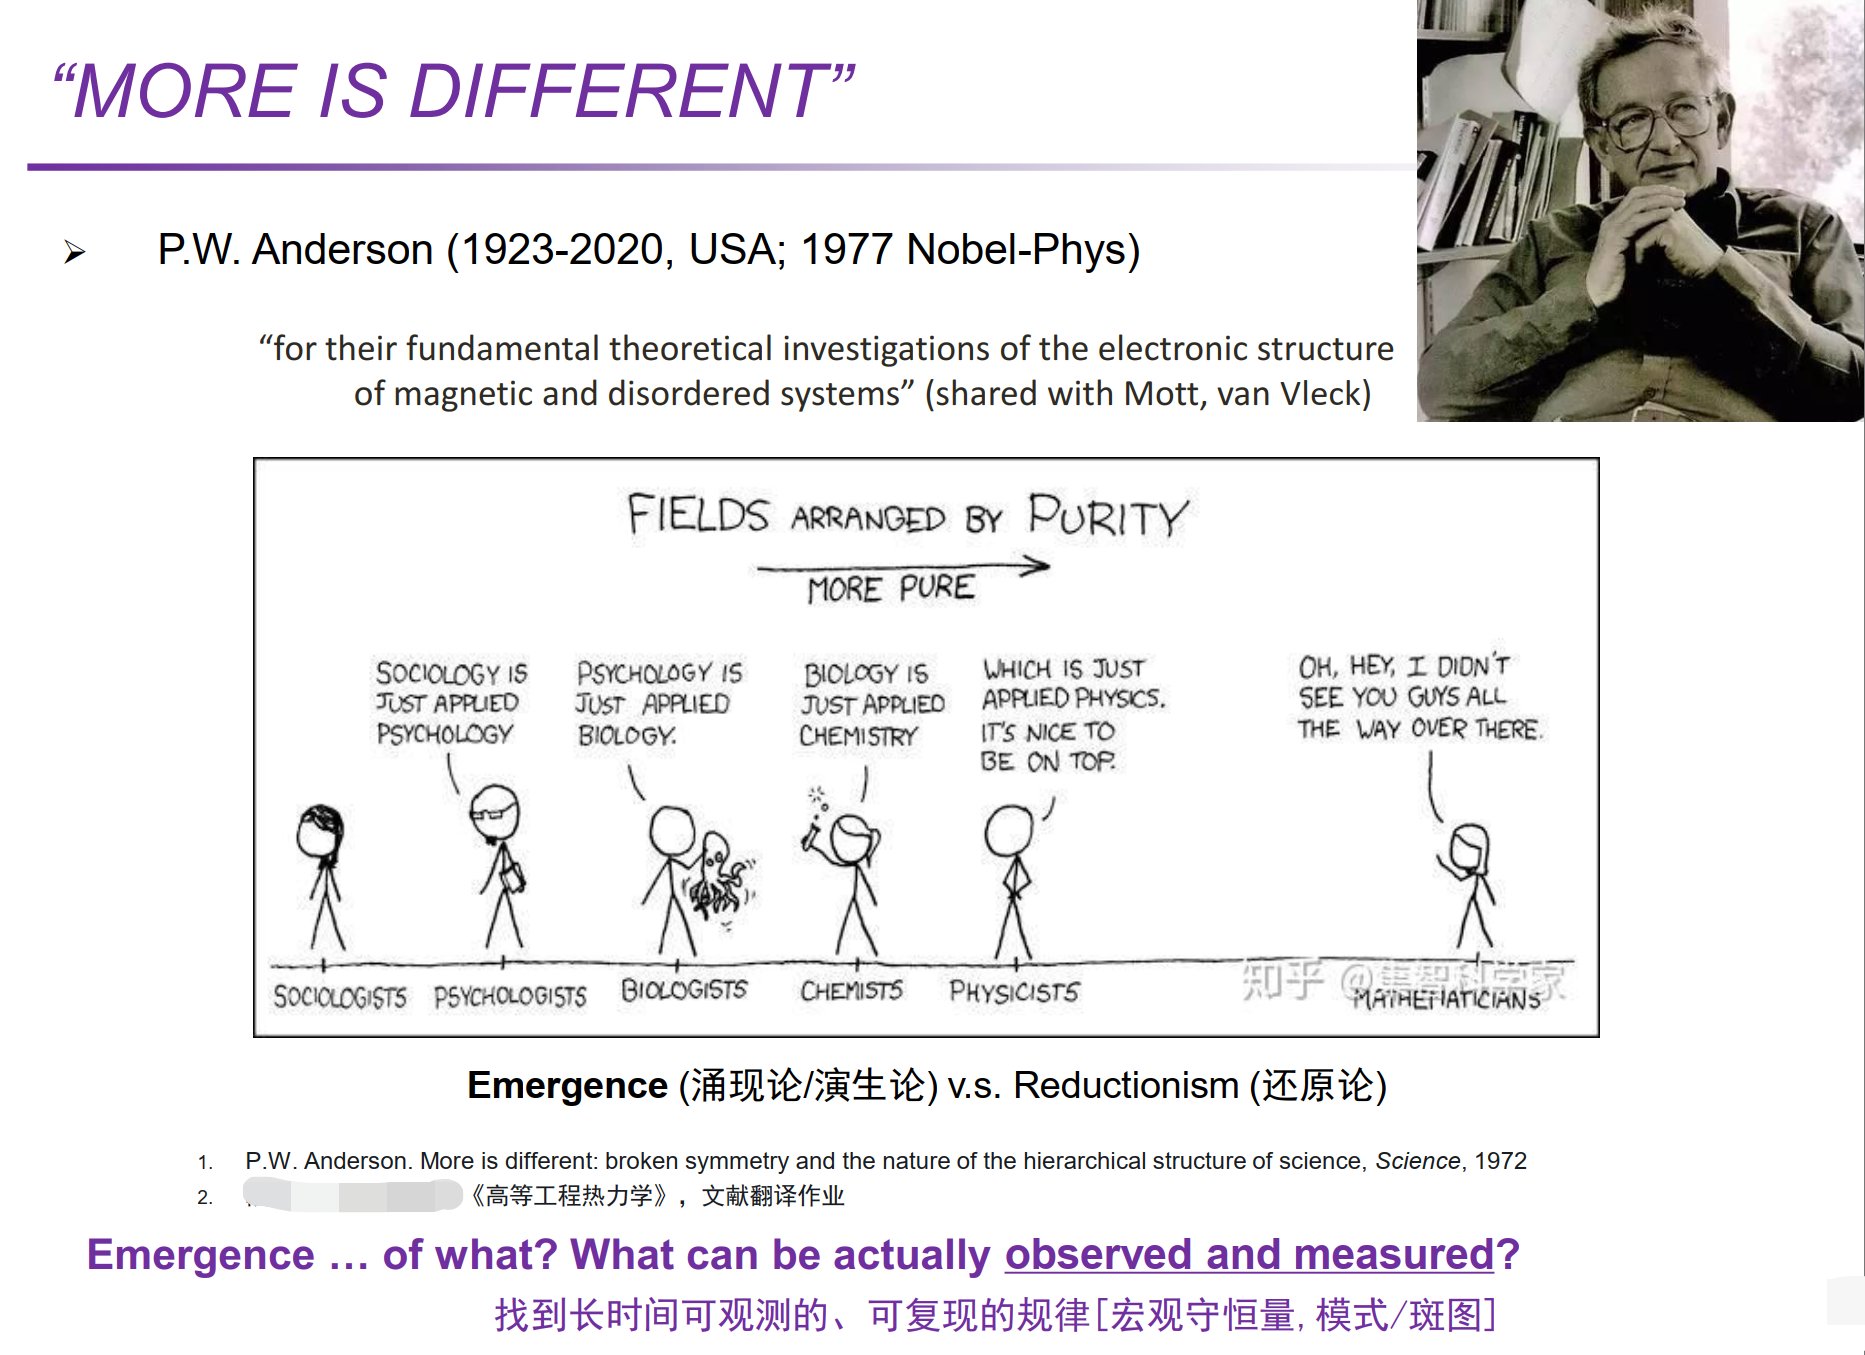 “MORE IS DIFFERENT”
➢ P.W. Anderson (1923-2020, USA; 1977 Nobel-Phys)
“for their fundamental theoretical investigations of the electronic structure
of magnetic and disordered systems” (shared with Mott, van Vleck)
FIELDS ARRANGED BY PURITY
MORE PURE
SOCIOLOGY IS
JUST APPLIED
PSYCHOLOGY
PSYCHOLOGY IS
JUST APPLIED
BIOLOGY.
BIOLOGY IS
JUST APPLIED
CHEMISTRY
WHICH IS JUST
APPLIED PHYSICS.
IT'S NICE TO
BE ON TOP.
OH, HEY, I DIDN'T
SEE YOU GUYS ALL
THE WAY OVER THERE.
SOCIOLOGISTS
PSYCHOLOGISTS
BIOLOGISTS
CHEMISTS
PHYSICISTS
MATHEMATICIANS
知乎 @集智科学家
Emergence (涌现论/演生论) v.s. Reductionism (还原论)
1. P.W. Anderson. More is different: broken symmetry and the nature of the hierarchical structure of science, Science, 1972
2. 《高等工程热力学》，文献翻译作业
Emergence … of what? What can be actually observed and measured?
找到长时间可观测的、可复现的规律[宏观守恒量,模式/斑图]